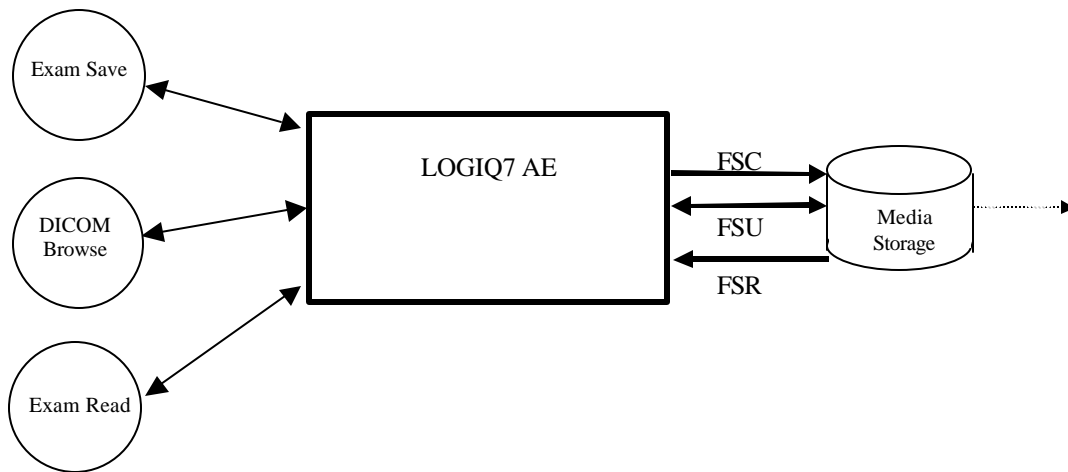 Exam Save
DICOM
Browse
Exam Read
LOGIQ7 AE
FSC
FSU
FSR
Media
Storage